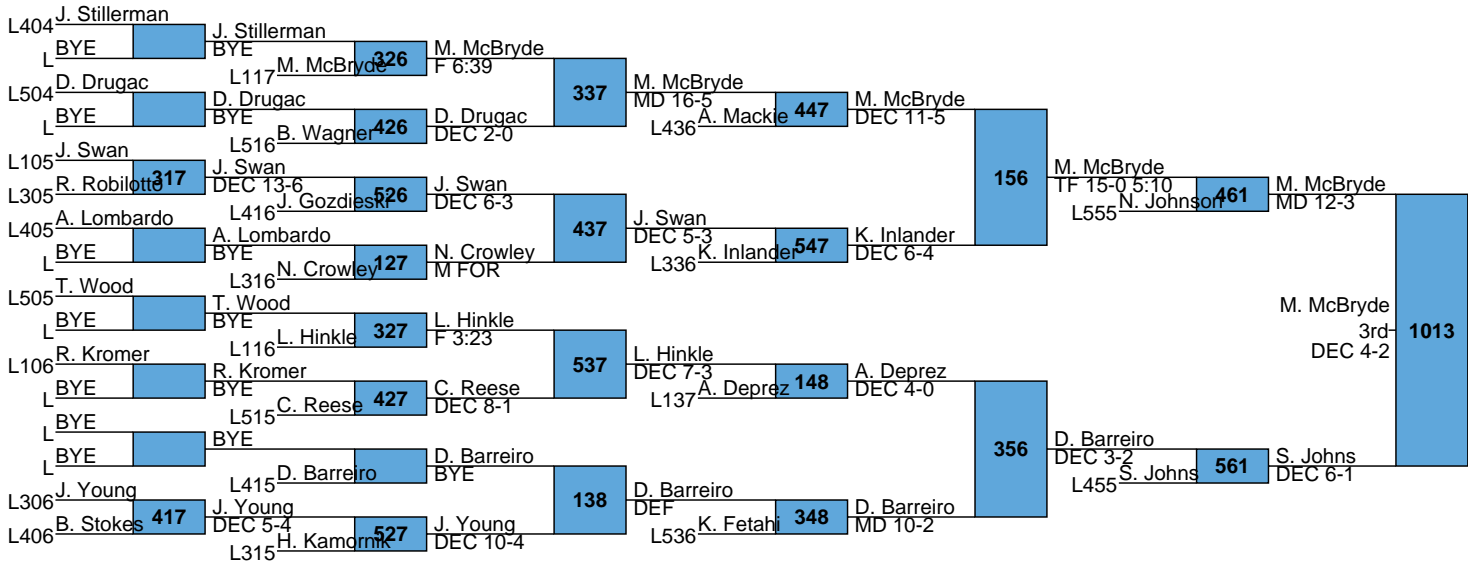 J. Stillerman
L404
BYE
L
D. Drugac
L504
BYE
L
J. Swan
L105
317
R. Robilotto
L305
A. Lombardo
L405
BYE
L
T. Wood
L505
BYE
L
R. Kromer
L106
BYE
L
BYE
L
BYE
L
J. Young
L306
417
B. Stokes
L406
J. Stillerman
BYE
326
M. McBryde
L117
D. Drugac
BYE
426
B. Wagner
L516
J. Swan
DEC 13-6
526
J. Gozdieski
L416
A. Lombardo
BYE
127
N. Crowley
L316
T. Wood
BYE
327
L. Hinkle
L116
R. Kromer
BYE
427
C. Reese
L515
BYE
D. Barreiro
L415
J. Young
DEC 5-4
527
H. Kamornik
L315
M. McBryde
F 6:39
337
D. Drugac
DEC 2-0
J. Swan
DEC 6-3
437
N. Crowley
M FOR
L. Hinkle
F 3:23
537
C. Reese
DEC 8-1
D. Barreiro
BYE
138
J. Young
DEC 10-4
M. McBryde
MD 16-5
447
A. Mackie
L436
J. Swan
DEC 5-3
547
K. Inlander
L336
L. Hinkle
DEC 7-3
148
A. Deprez
L137
D. Barreiro
DEF
348
K. Fetahi
L536
M. McBryde
DEC 11-5
156
K. Inlander
DEC 6-4
A. Deprez
DEC 4-0
356
D. Barreiro
MD 10-2
M. McBryde
TF 15-0 5:10
461
N. Johnson
L555
D. Barreiro
DEC 3-2
561
S. Johns
L455
M. McBryde
MD 12-3
1013
S. Johns
DEC 6-1
M. McBryde
3rd
DEC 4-2